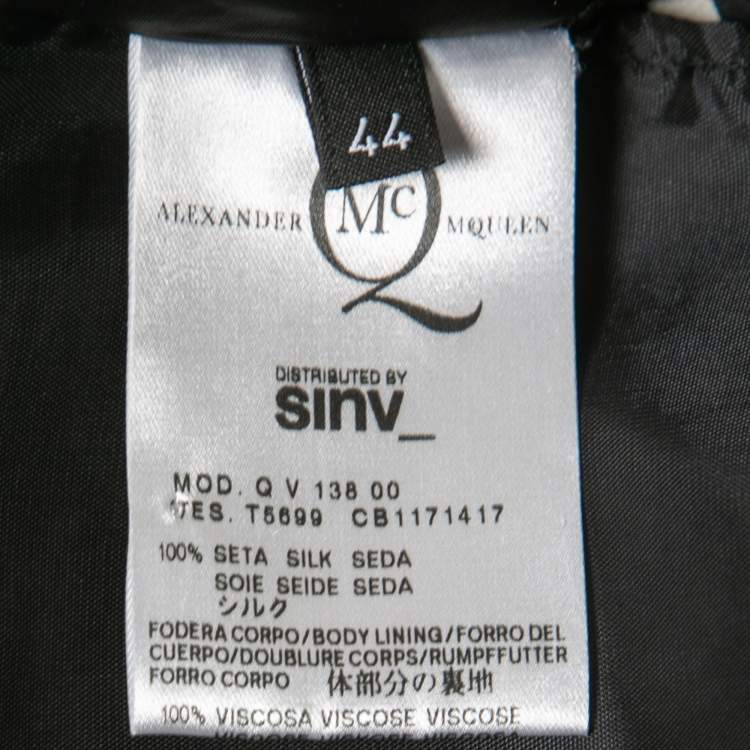 44
ALEXANDER McQ MQUEEN
DISTRIBUTED BY
sinv_
MOD. Q V 138 00
TES. T5699 CB1171417
100% SETA SILK SEDA
SOIE SEIDE SEDA
シルク
FODERA CORPO/BODY LINING/FORRO DEL
CUERPO/DOUBLURE CORPS/RUMPFFUTTER
FORRO CORPO 体部分の裏地
100% VISCOSA VISCOSE VISCOSE